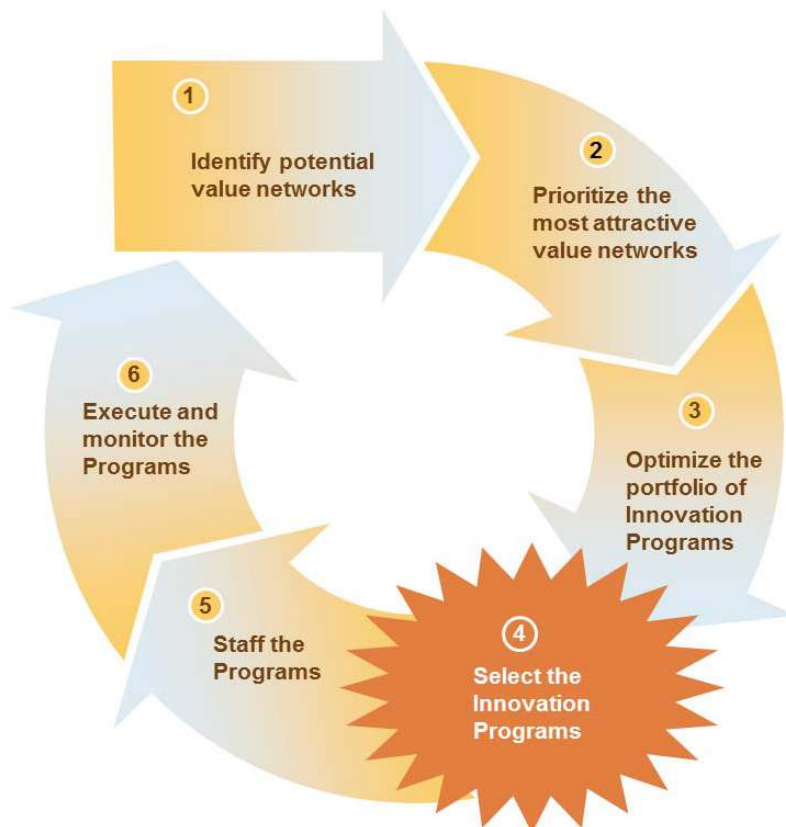 1
Identify potential
value networks
2
Prioritize the
most attractive
value networks
3
Optimize the
portfolio of
Innovation
Programs
4
Select the
Innovation
Programs
5
Staff the
Programs
6
Execute and
monitor the
Programs